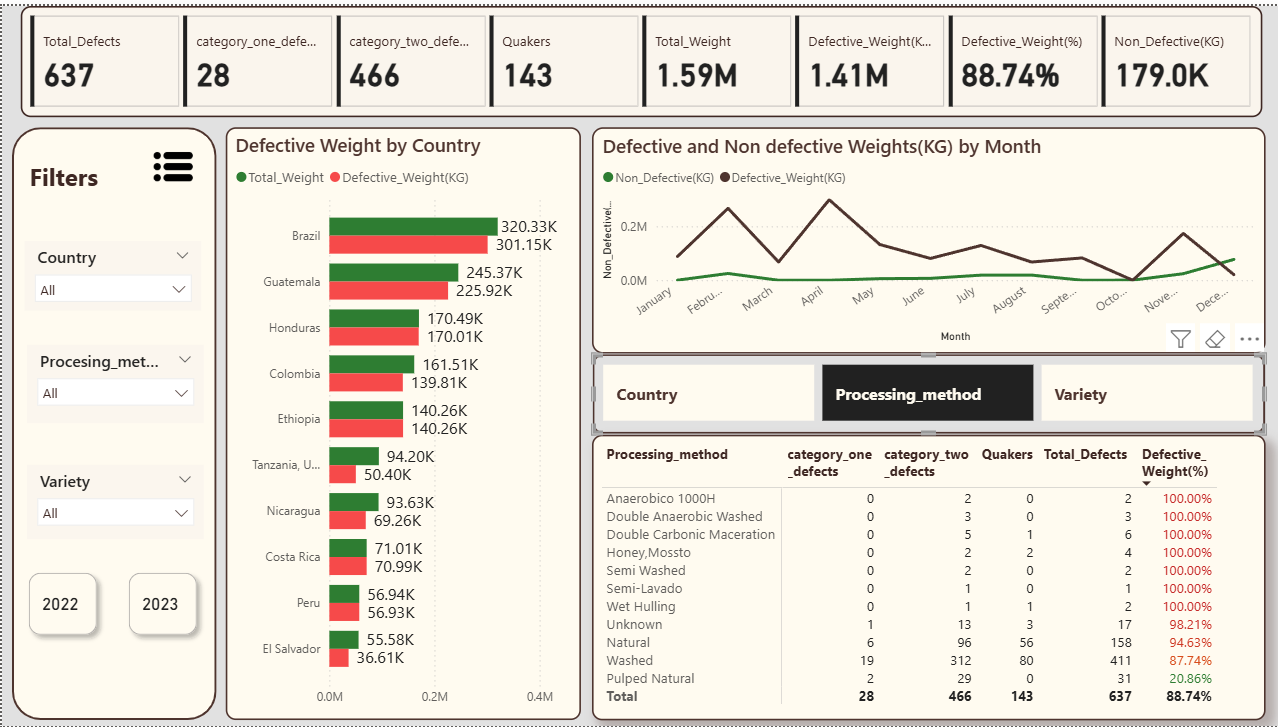 Total_Defects
637
category_one_defe...
28
category_two_defe...
466
Quakers
143
Total_Weight
1.59M
Defective_Weight(K...
1.41M
Defective_Weight(%)
88.74%
Non_Defective(KG)
179.0K
Filters
Country
All
Procesing_met...
All
Variety
All
2022
2023
Defective Weight by Country
Total_Weight Defective_Weight(KG)
Brazil 320.33K
301.15K
Guatemala 245.37K
225.92K
Honduras 170.49K
170.01K
Colombia 161.51K
139.81K
Ethiopia 140.26K
140.26K
Tanzania, U... 94.20K
50.40K
Nicaragua 93.63K
69.26K
Costa Rica 71.01K
70.99K
Peru 56.94K
56.93K
El Salvador 55.58K
36.61K
0.0M 0.2M 0.4M
Defective and Non defective Weights(KG) by Month
Non_Defective(KG) Defective_Weight(KG)
Non_Defective(...
0.2M
0.0M
January Febru... March April May June July August Septe... Octo... Nove... Dece...
Month
Country
Processing_method
Variety
Processing_method category_one_defects category_two_defects Quakers Total_Defects Defective_Weight(%)
Anaerobico 1000H 0 2 0 2 100.00%
Double Anaerobic Washed 0 3 0 3 100.00%
Double Carbonic Maceration 0 5 1 6 100.00%
Honey,Mossto 0 2 2 4 100.00%
Semi Washed 0 2 0 2 100.00%
Semi-Lavado 0 1 0 1 100.00%
Wet Hulling 0 1 1 2 100.00%
Unknown 1 13 3 17 98.21%
Natural 6 96 56 158 94.63%
Washed 19 312 80 411 87.74%
Pulped Natural 2 29 0 31 20.86%
Total 28 466 143 637 88.74%